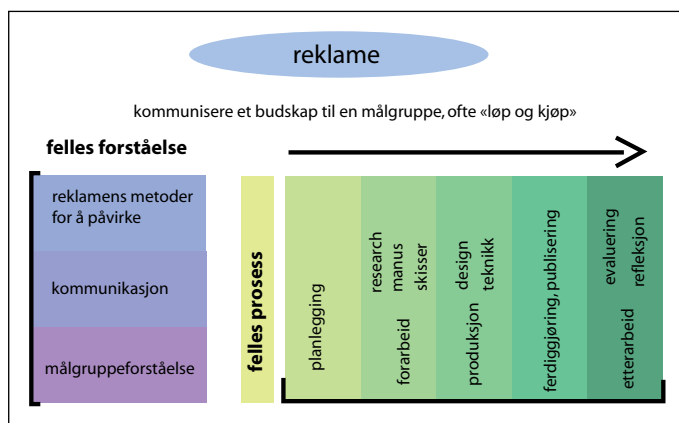 reklame
kommunisere et budskap til en målgruppe, ofte «løp og kjøp»
felles forståelse
reklamens metoder
for å påvirke
kommunikasjon
målgruppeforståelse
felles prosess
planlegging
research
manus
skisser
forarbeid
design
teknikk
produksjon
ferdiggjøring, publisering
evaluering
refleksjon
etterarbeid